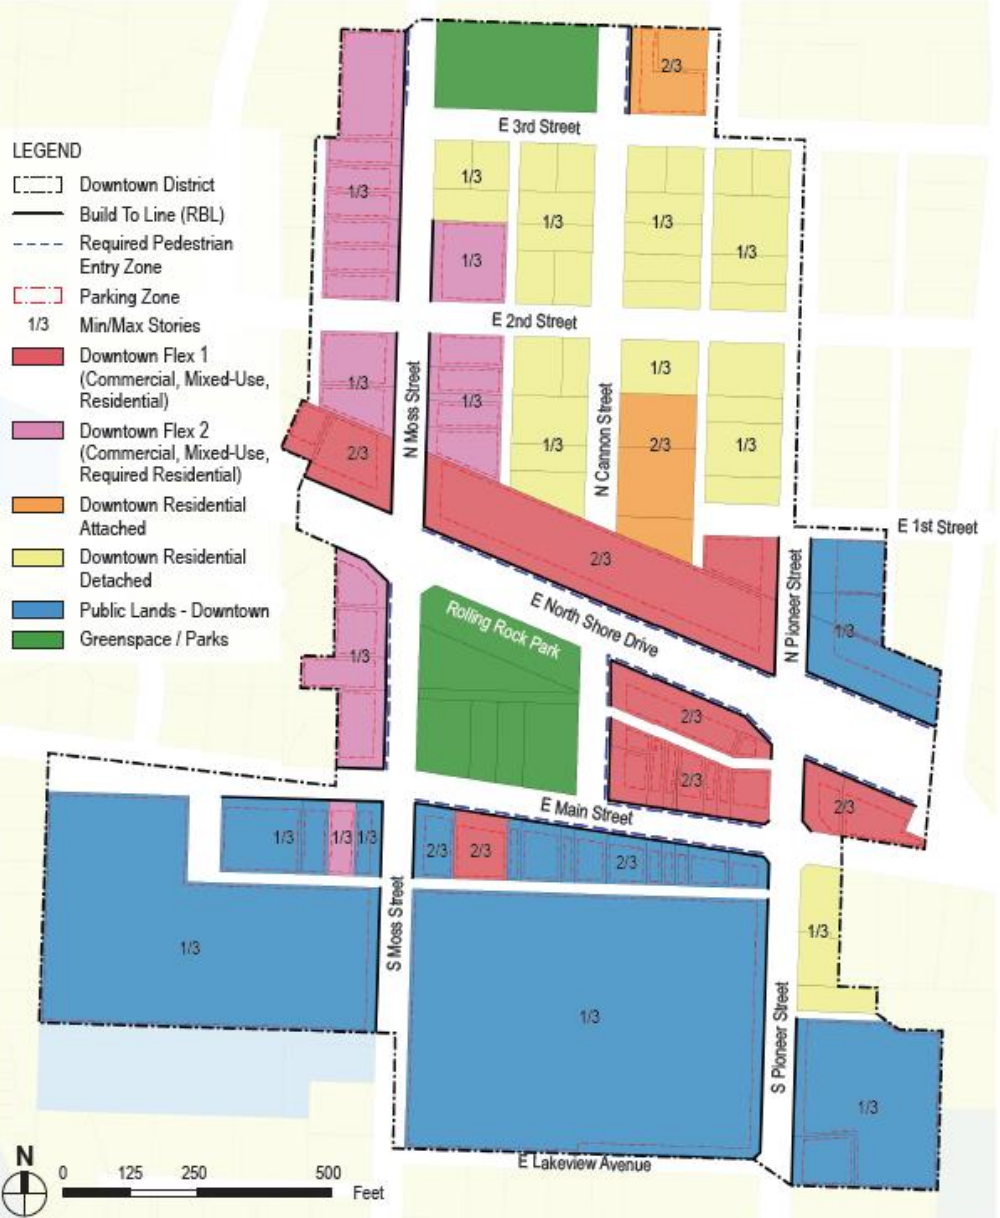 2/3
E 3rd Street
LEGEND
Downtown District
Build To Line (RBL)
Required Pedestrian
Entry Zone
Parking Zone
1/3 Min/Max Stories
Downtown Flex 1
(Commercial, Mixed-Use,
Residential)
Downtown Flex 2
(Commercial, Mixed-Use,
Required Residential)
Downtown Residential
Attached
Downtown Residential
Detached
Public Lands - Downtown
Greenspace / Parks
1/3
1/3
1/3
1/3
1/3
1/3
E 2nd Street
N Moss Street
N Cannon Street
1/3
1/3
1/3
2/3
1/3
2/3
1/3
2/3
E 1st Street
N Pioneer Street
E North Shore Drive
Rolling Rock Park
1/3
1/3
2/3
2/3
2/3
E Main Street
1/3
1/3
1/3
2/3
2/3
2/3
S Moss Street
1/3
1/3
1/3
S Pioneer Street
1/3
E Lakeview Avenue
N
0 125 250 500
Feet